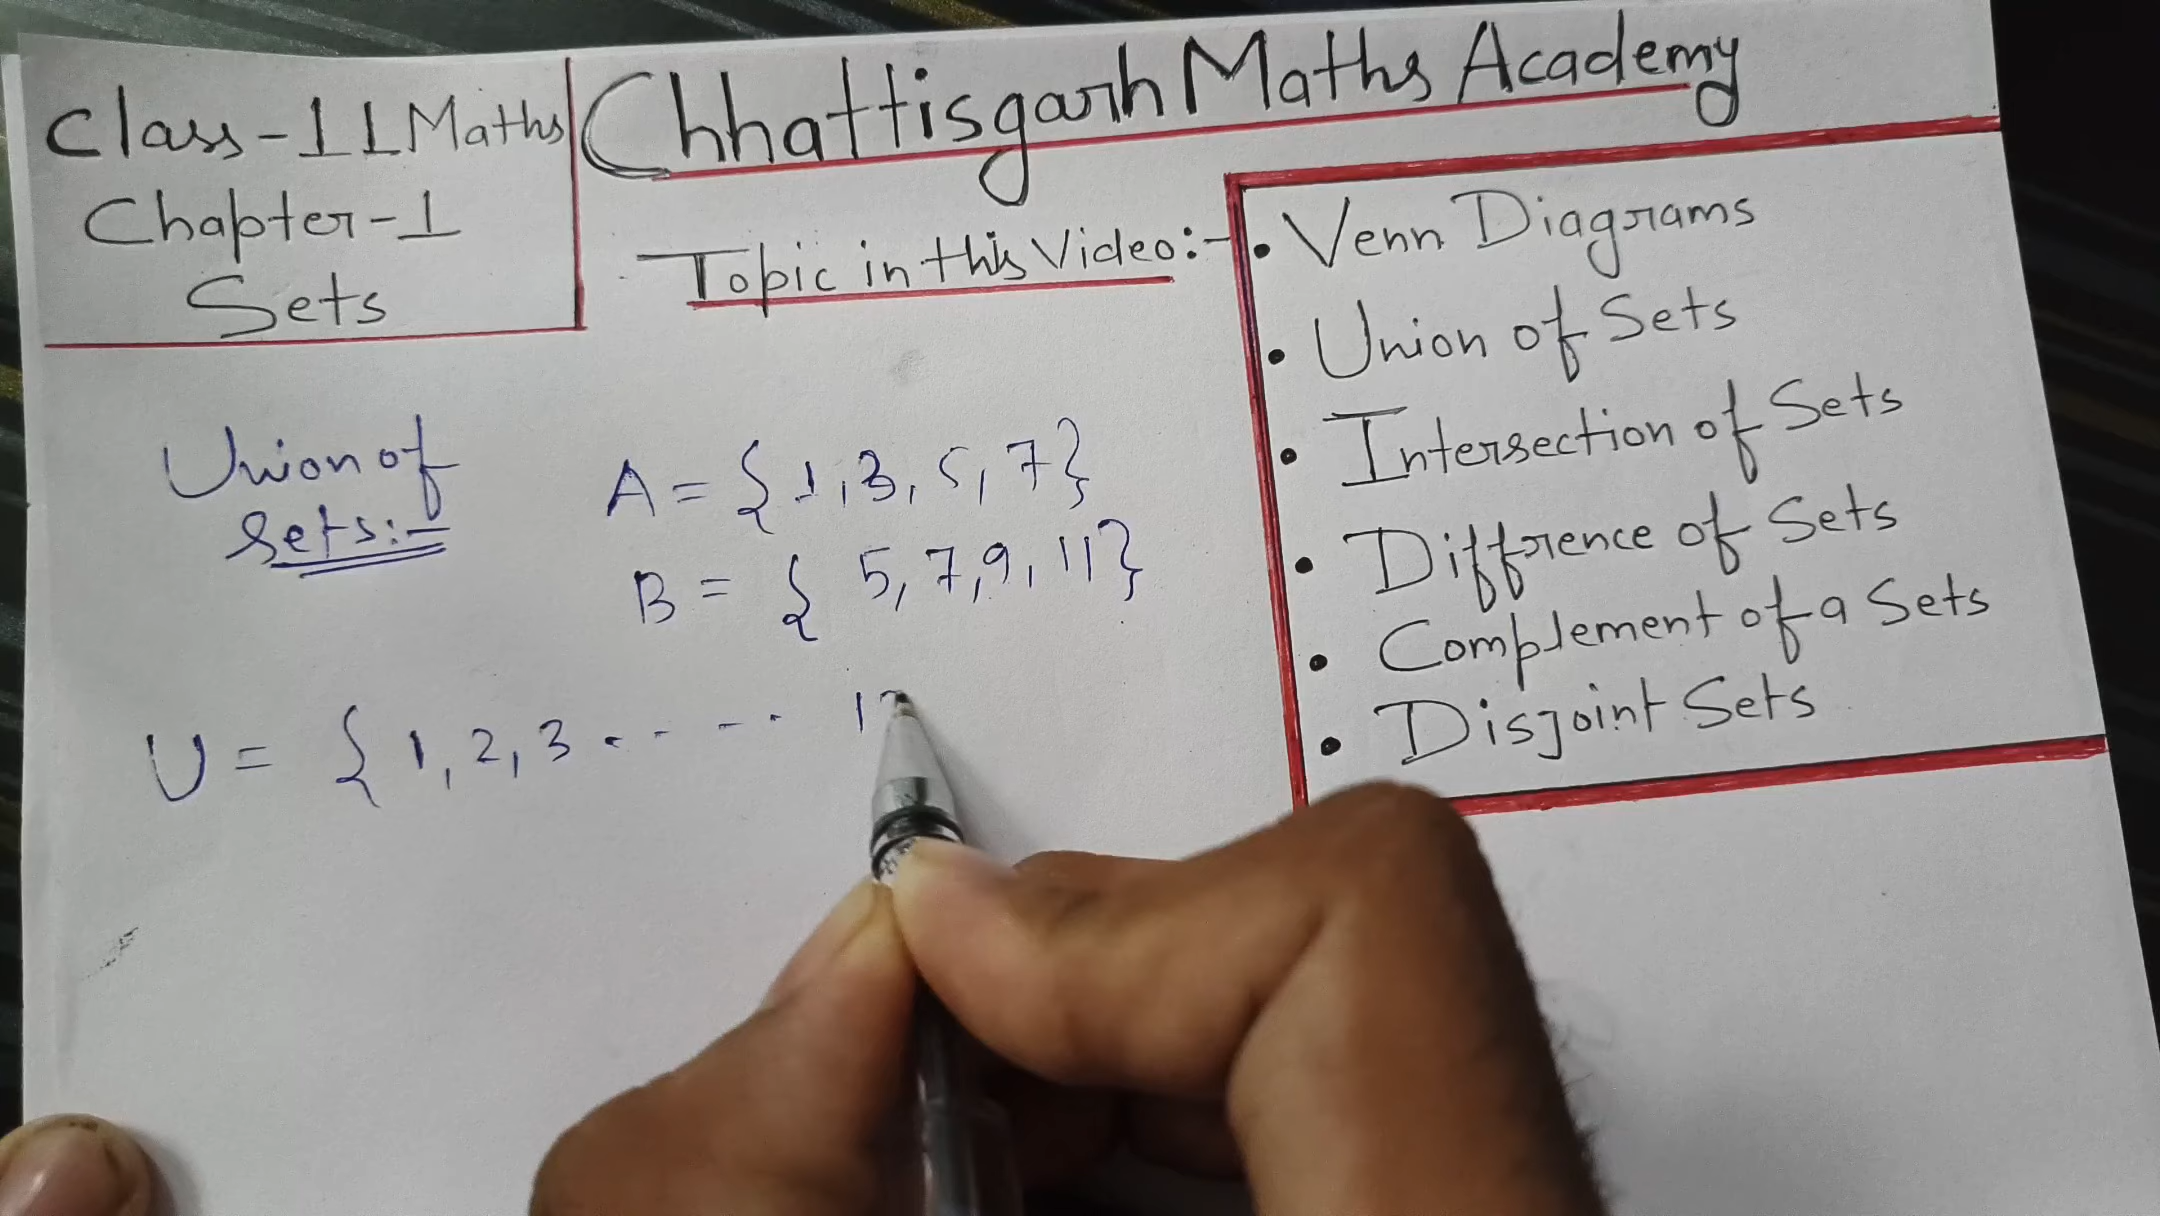 Class-11 Maths
Chapter-1
Sets
Chhattisgarh Maths Academy
Topic in this Video:-
• Venn Diagrams
• Union of Sets
• Intersection of Sets
• Diffrence of Sets
• Complement of a Sets
• Disjoint Sets
Union of
Sets:-
A = {1, 3, 5, 7}
B = { 5, 7, 9, 11}
U = { 1, 2, 3 . - - - - .